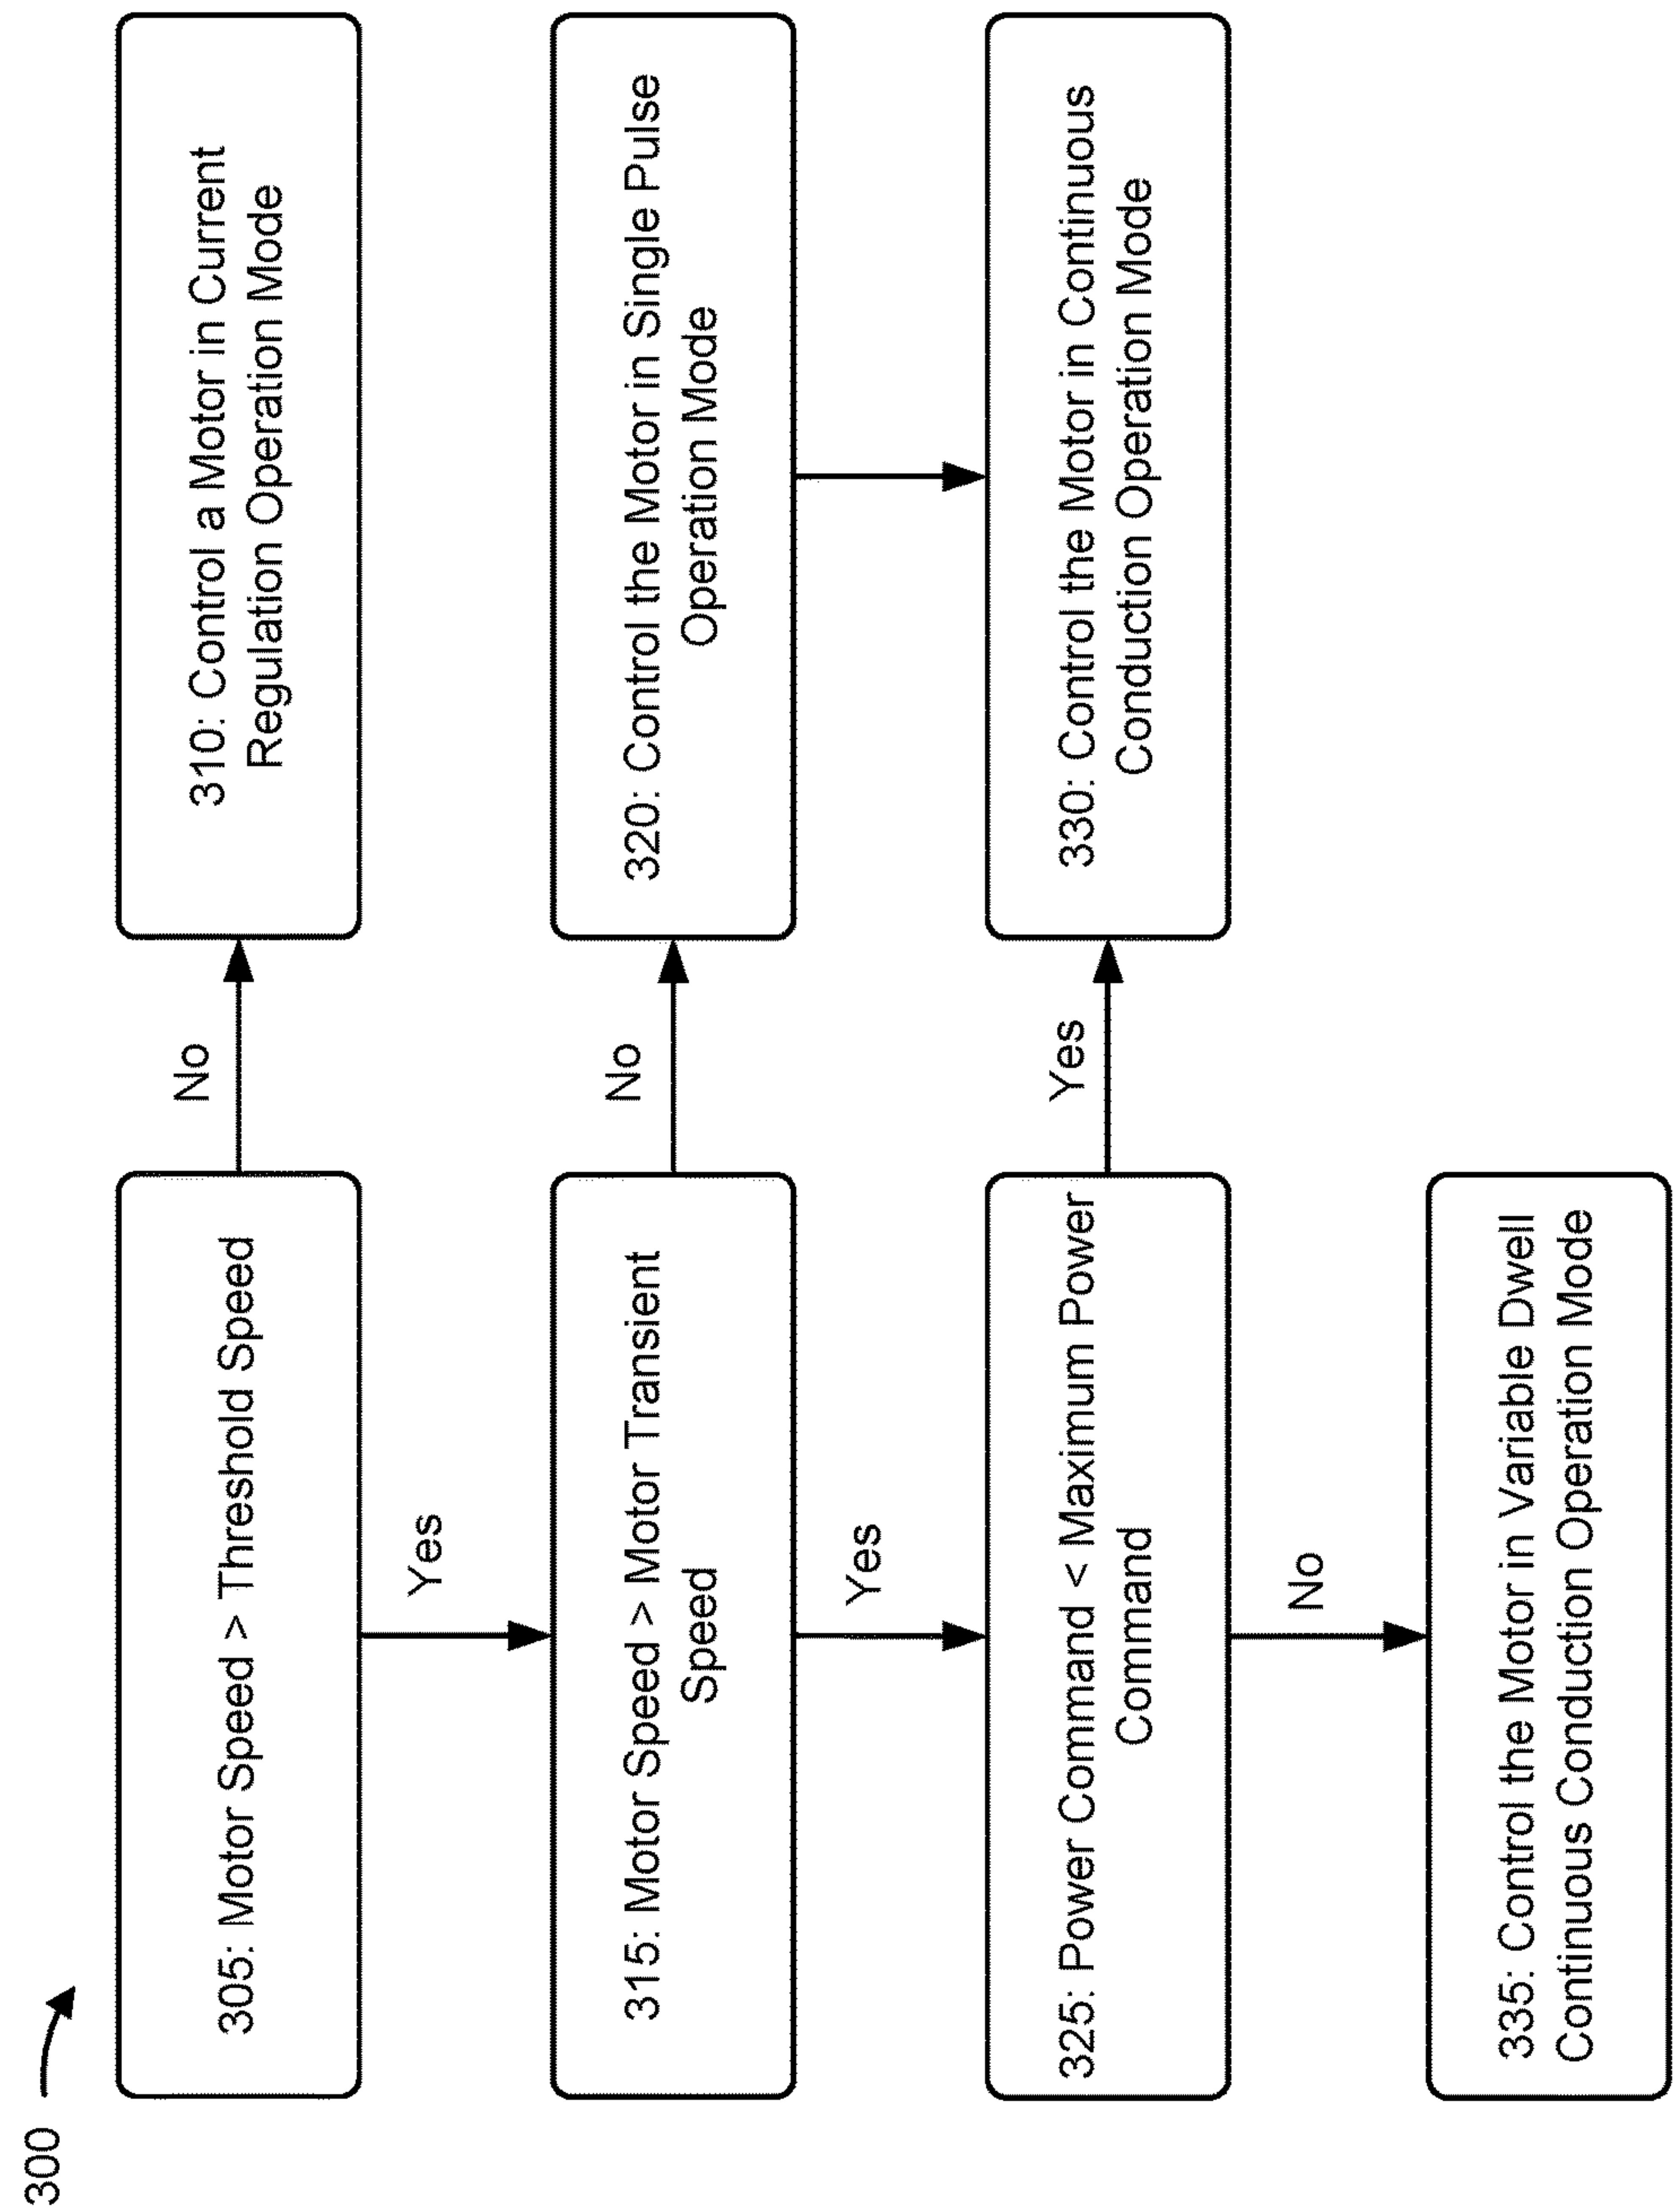 300
305: Motor Speed > Threshold Speed
No
310: Control a Motor in Current
Regulation Operation Mode
Yes
315: Motor Speed > Motor Transient
Speed
No
320: Control the Motor in Single Pulse
Operation Mode
Yes
325: Power Command < Maximum Power
Command
Yes
330: Control the Motor in Continuous
Conduction Operation Mode
No
335: Control the Motor in Variable Dwell
Continuous Conduction Operation Mode